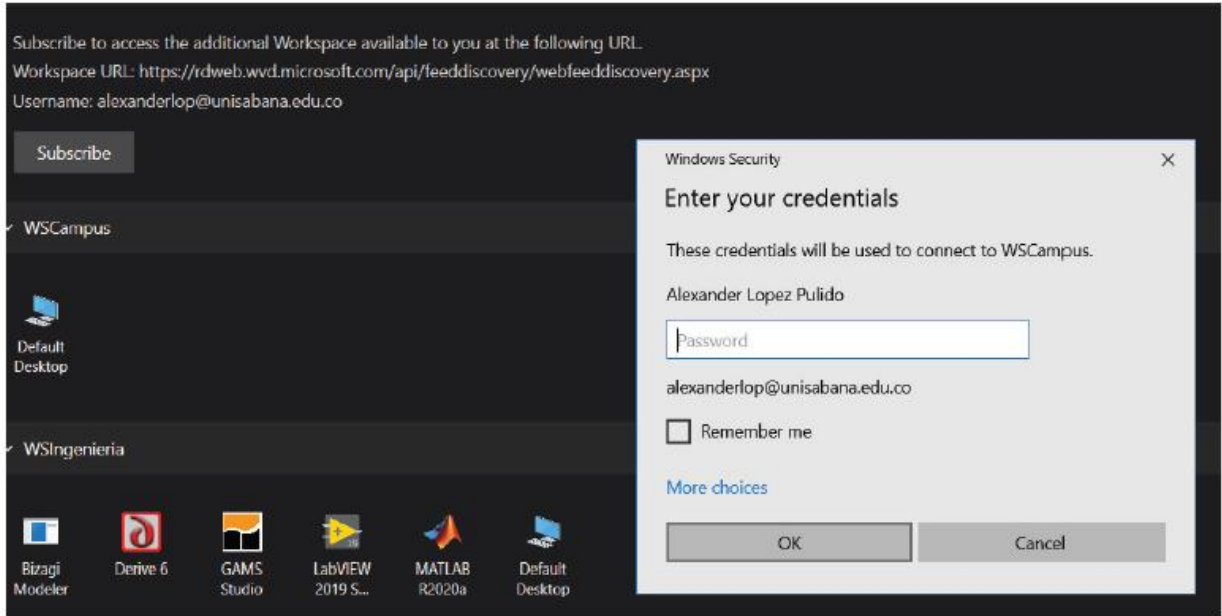 Subscribe to access the additional Workspace available to you at the following URL.
Workspace URL: https://rdweb.wvd.microsoft.com/api/feeddiscovery/webfeeddiscovery.aspx
Username: alexanderlop@unisabana.edu.co
Subscribe
WSCampus
Default
Desktop
WSIngenieria
Bizagi
Modeler
Derive 6
GAMS
Studio
LabVIEW
2019 S...
MATLAB
R2020a
Default
Desktop
Windows Security
Enter your credentials
These credentials will be used to connect to WSCampus.
Alexander Lopez Pulido
Password
alexanderlop@unisabana.edu.co
Remember me
More choices
OK
Cancel